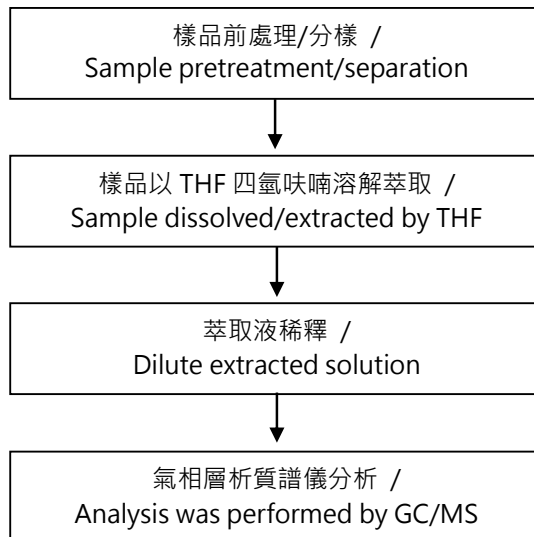 樣品前處理/分樣 /
Sample pretreatment/separation
樣品以 THF 四氫呋喃溶解萃取 /
Sample dissolved/extracted by THF
萃取液稀釋 /
Dilute extracted solution
氣相層析質譜儀分析 /
Analysis was performed by GC/MS